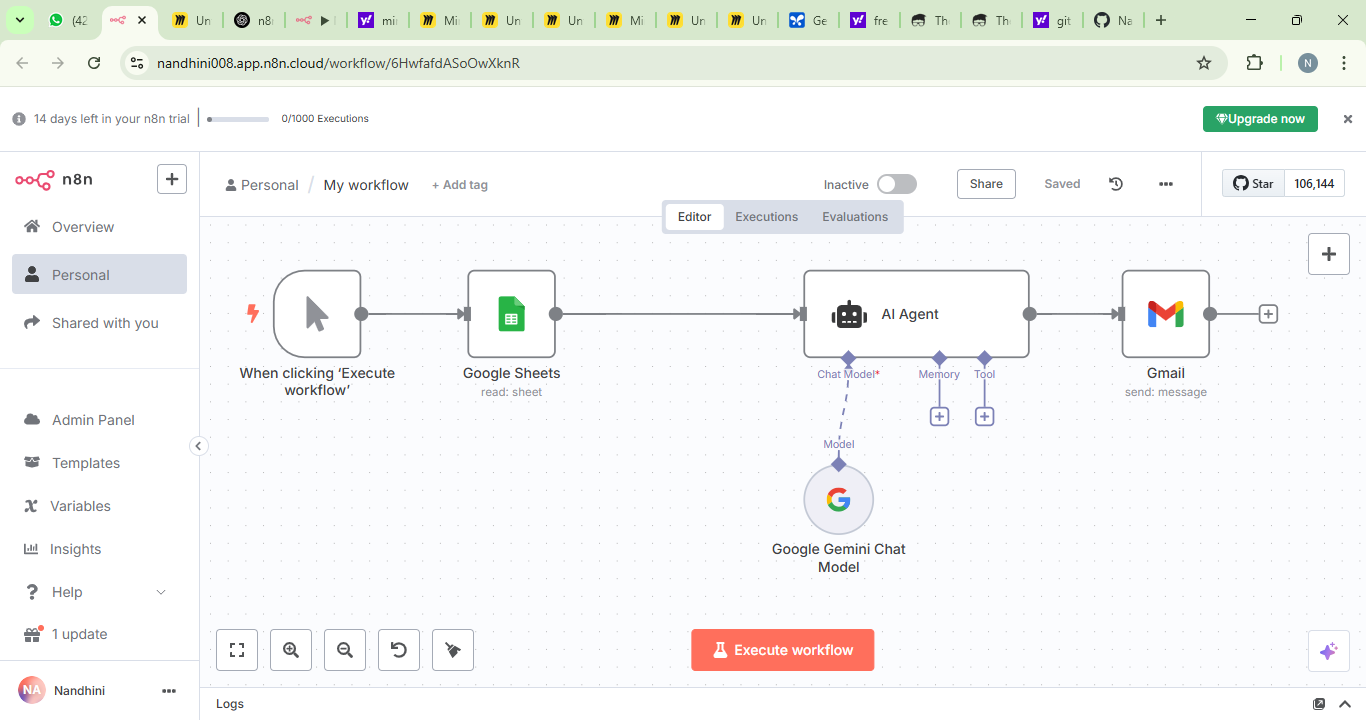 (42
Un
n8
mi
Mi
Un
Un
Mi
Un
Un
Ge
fre
The
Th
git
Na
nandhini008.app.n8n.cloud/workflow/6HwfafdASoOwXknR
N
14 days left in your n8n trial
0/1000 Executions
Upgrade now
n8n
Personal / My workflow
+ Add tag
Inactive
Share
Saved
Star
106,144
Editor
Executions
Evaluations
Overview
Personal
Shared with you
Admin Panel
Templates
Variables
Insights
Help
1 update
NA
Nandhini
When clicking ‘Execute
workflow’
Google Sheets
read: sheet
AI Agent
Chat Model*
Memory
Tool
Gmail
send: message
Model
Google Gemini Chat
Model
Execute workflow
Logs